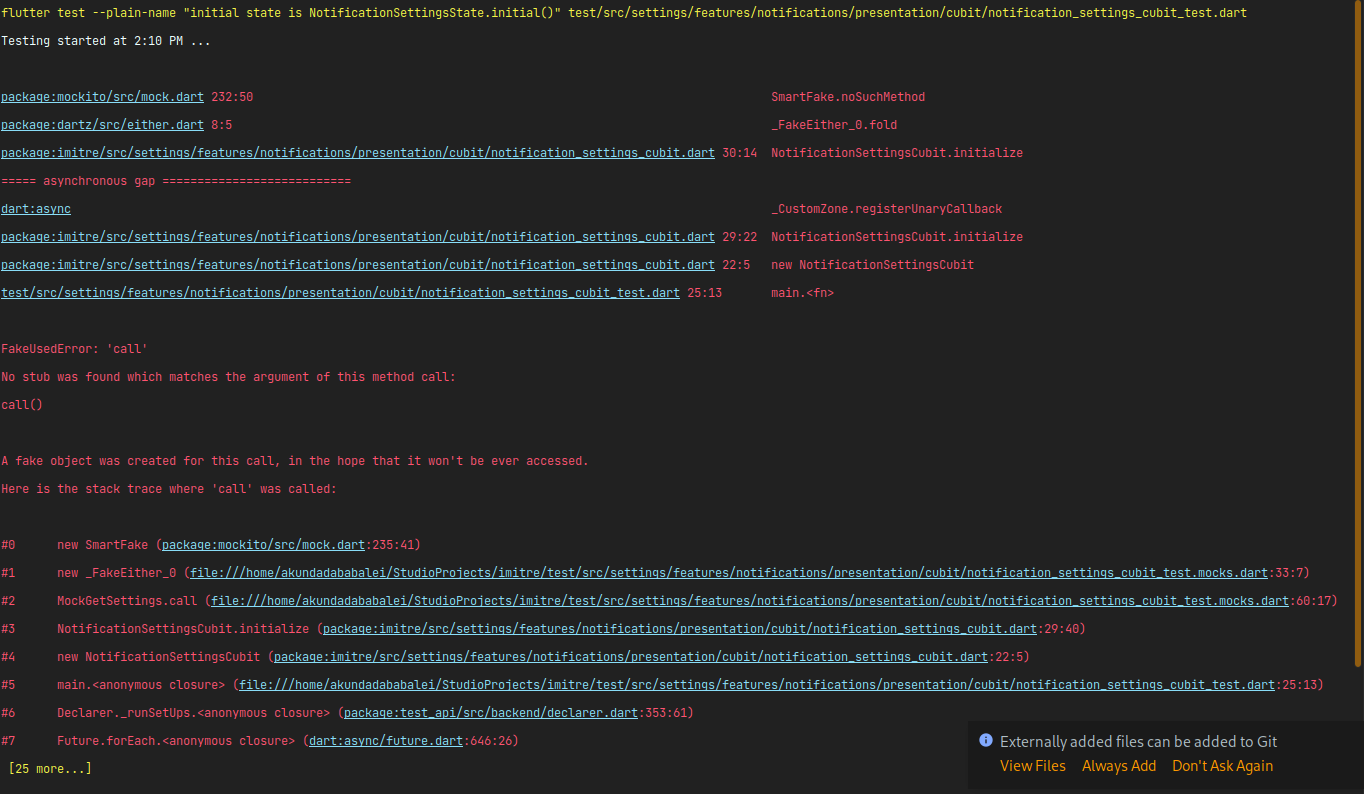 flutter test --plain-name "initial state is NotificationSettingsState.initial()" test/src/settings/features/notifications/presentation/cubit/notification_settings_cubit_test.dart
Testing started at 2:10 PM ...
package:mockito/src/mock.dart 232:50 SmartFake.noSuchMethod
package:dartz/src/either.dart 8:5 _FakeEither_0.fold
package:imitre/src/settings/features/notifications/presentation/cubit/notification_settings_cubit.dart 30:14 NotificationSettingsCubit.initialize
===== asynchronous gap ===========================
dart:async _CustomZone.registerUnaryCallback
package:imitre/src/settings/features/notifications/presentation/cubit/notification_settings_cubit.dart 29:22 NotificationSettingsCubit.initialize
package:imitre/src/settings/features/notifications/presentation/cubit/notification_settings_cubit.dart 22:5 new NotificationSettingsCubit
test/src/settings/features/notifications/presentation/cubit/notification_settings_cubit_test.dart 25:13 main.<fn>
FakeUsedError: 'call'
No stub was found which matches the argument of this method call:
call()
A fake object was created for this call, in the hope that it won't be ever accessed.
Here is the stack trace where 'call' was called:
#0 new SmartFake (package:mockito/src/mock.dart:235:41)
#1 new _FakeEither_0 (file:///home/akundadababalei/StudioProjects/imitre/test/src/settings/features/notifications/presentation/cubit/notification_settings_cubit_test.mocks.dart:33:7)
#2 MockGetSettings.call (file:///home/akundadababalei/StudioProjects/imitre/test/src/settings/features/notifications/presentation/cubit/notification_settings_cubit_test.mocks.dart:60:17)
#3 NotificationSettingsCubit.initialize (package:imitre/src/settings/features/notifications/presentation/cubit/notification_settings_cubit.dart:29:40)
#4 new NotificationSettingsCubit (package:imitre/src/settings/features/notifications/presentation/cubit/notification_settings_cubit.dart:22:5)
#5 main.<anonymous closure> (file:///home/akundadababalei/StudioProjects/imitre/test/src/settings/features/notifications/presentation/cubit/notification_settings_cubit_test.dart:25:13)
#6 Declarer._runSetUps.<anonymous closure> (package:test_api/src/backend/declarer.dart:353:61)
#7 Future.forEach.<anonymous closure> (dart:async/future.dart:646:26)
[25 more...]
Externally added files can be added to Git
View Files Always Add Don't Ask Again